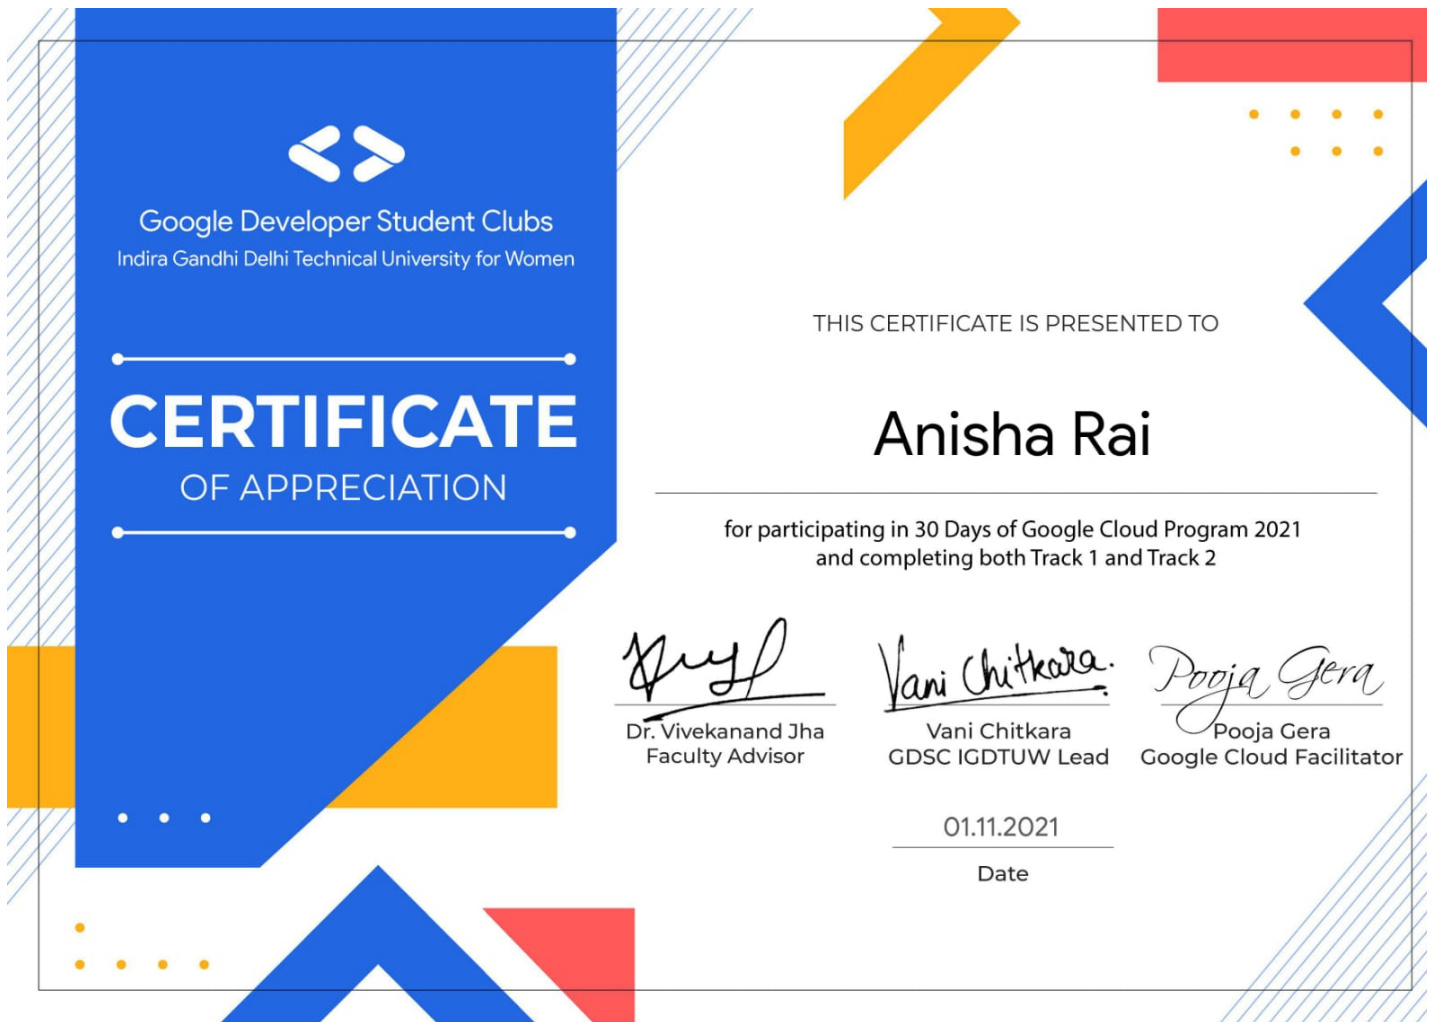 Google Developer Student Clubs
Indira Gandhi Delhi Technical University for Women
CERTIFICATE
OF APPRECIATION
THIS CERTIFICATE IS PRESENTED TO
Anisha Rai
for participating in 30 Days of Google Cloud Program 2021
and completing both Track 1 and Track 2
Vani Chitkara.
Pooja Gera
Dr. Vivekanand Jha
Faculty Advisor
Vani Chitkara
GDSC IGDTUW Lead
Pooja Gera
Google Cloud Facilitator
01.11.2021
Date